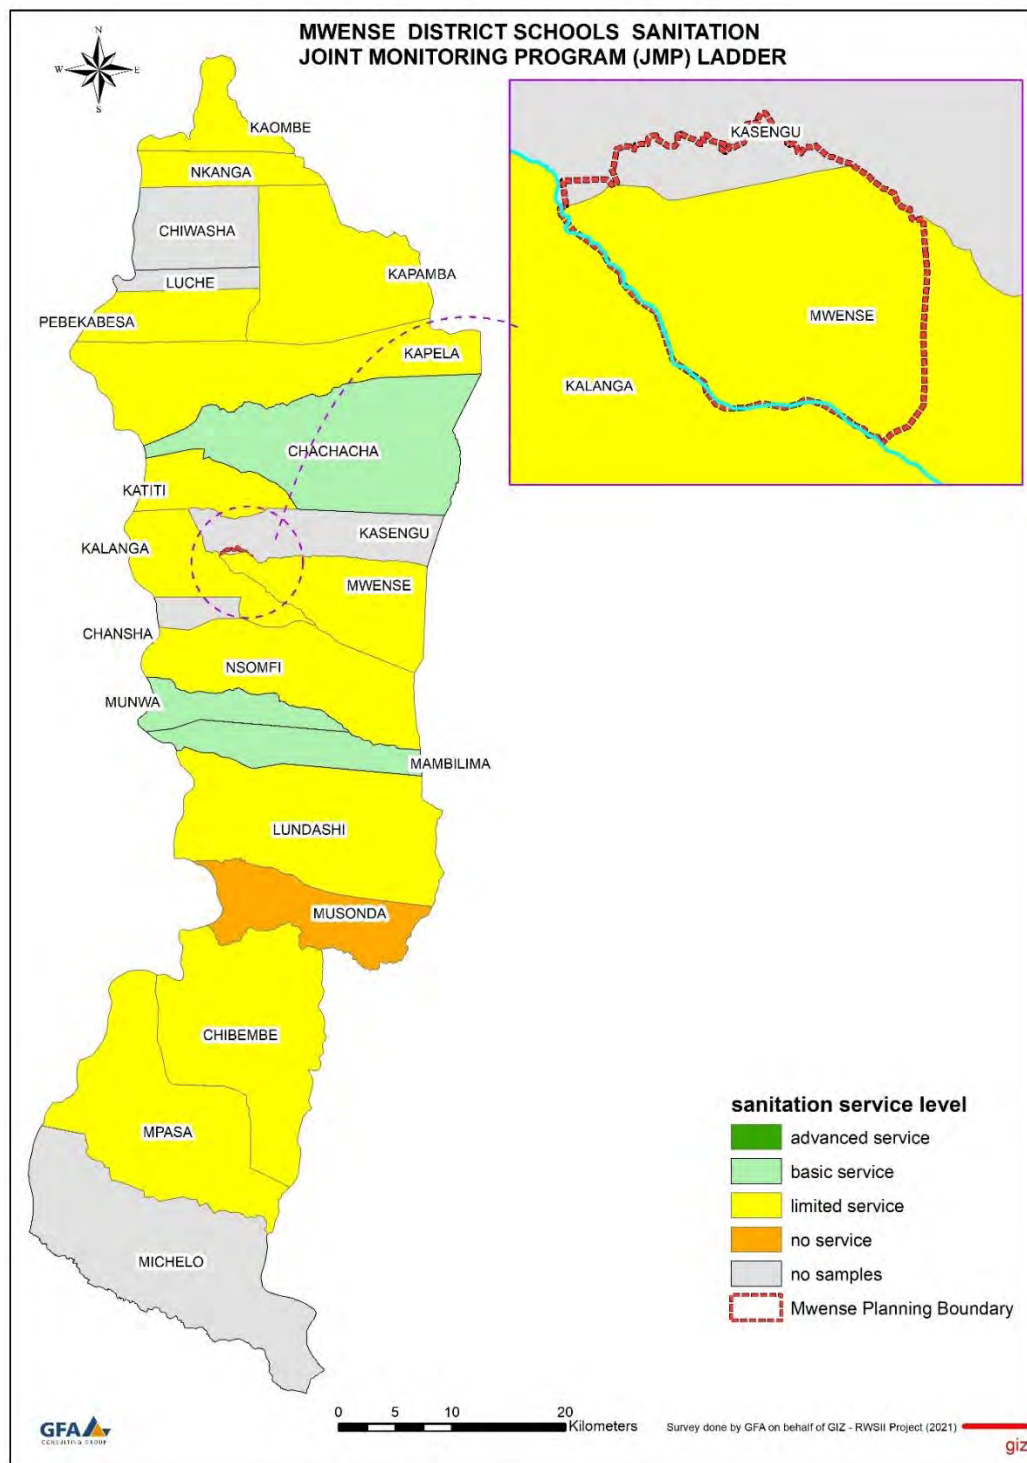 MWENSE DISTRICT SCHOOLS SANITATION
JOINT MONITORING PROGRAM (JMP) LADDER
N
W
E
S
KAOMBE
NKANGA
CHIWASHA
LUCHE
KAPAMBA
PEBEKABESA
KAPELA
CHACHACHA
KATITI
KASENGU
KALANGA
MWENSE
CHANSHA
NSOMFI
MUNWA
MAMBILIMA
LUNDASHI
MUSONDA
CHIBEMBE
MPASA
MICHELO
KASENGU
MWENSE
KALANGA
sanitation service level
advanced service
basic service
limited service
no service
no samples
Mwense Planning Boundary
GFA
CONSULTING GROUP
0 5 10 20
Kilometers
Survey done by GFA on behalf of GIZ - RWSII Project (2021)
giz